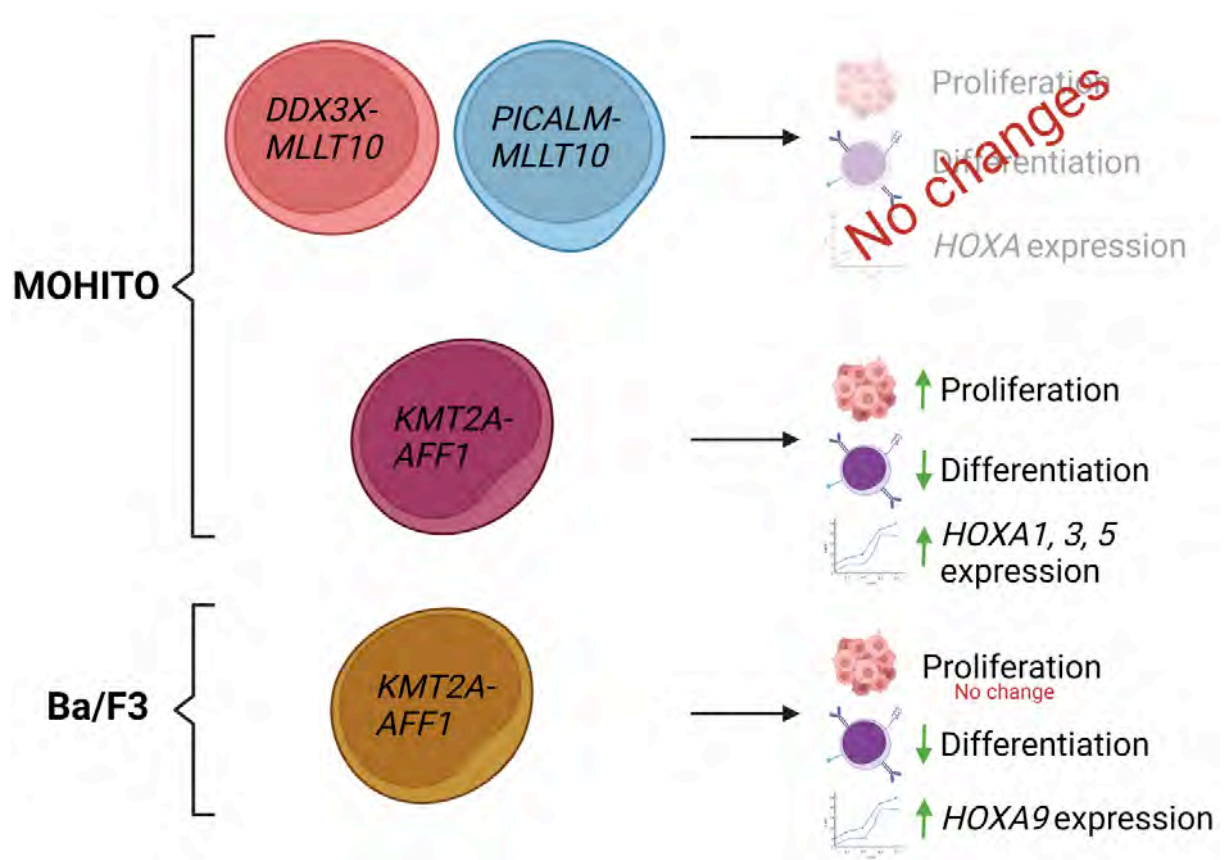 MOHITO
DDX3X-
MLLT10
PICALM-
MLLT10
Proliferation
Differentiation
HOXA expression
No changes
KMT2A-
AFF1
Proliferation
Differentiation
HOXA1, 3, 5
expression
Ba/F3
KMT2A-
AFF1
Proliferation
No change
Differentiation
HOXA9 expression